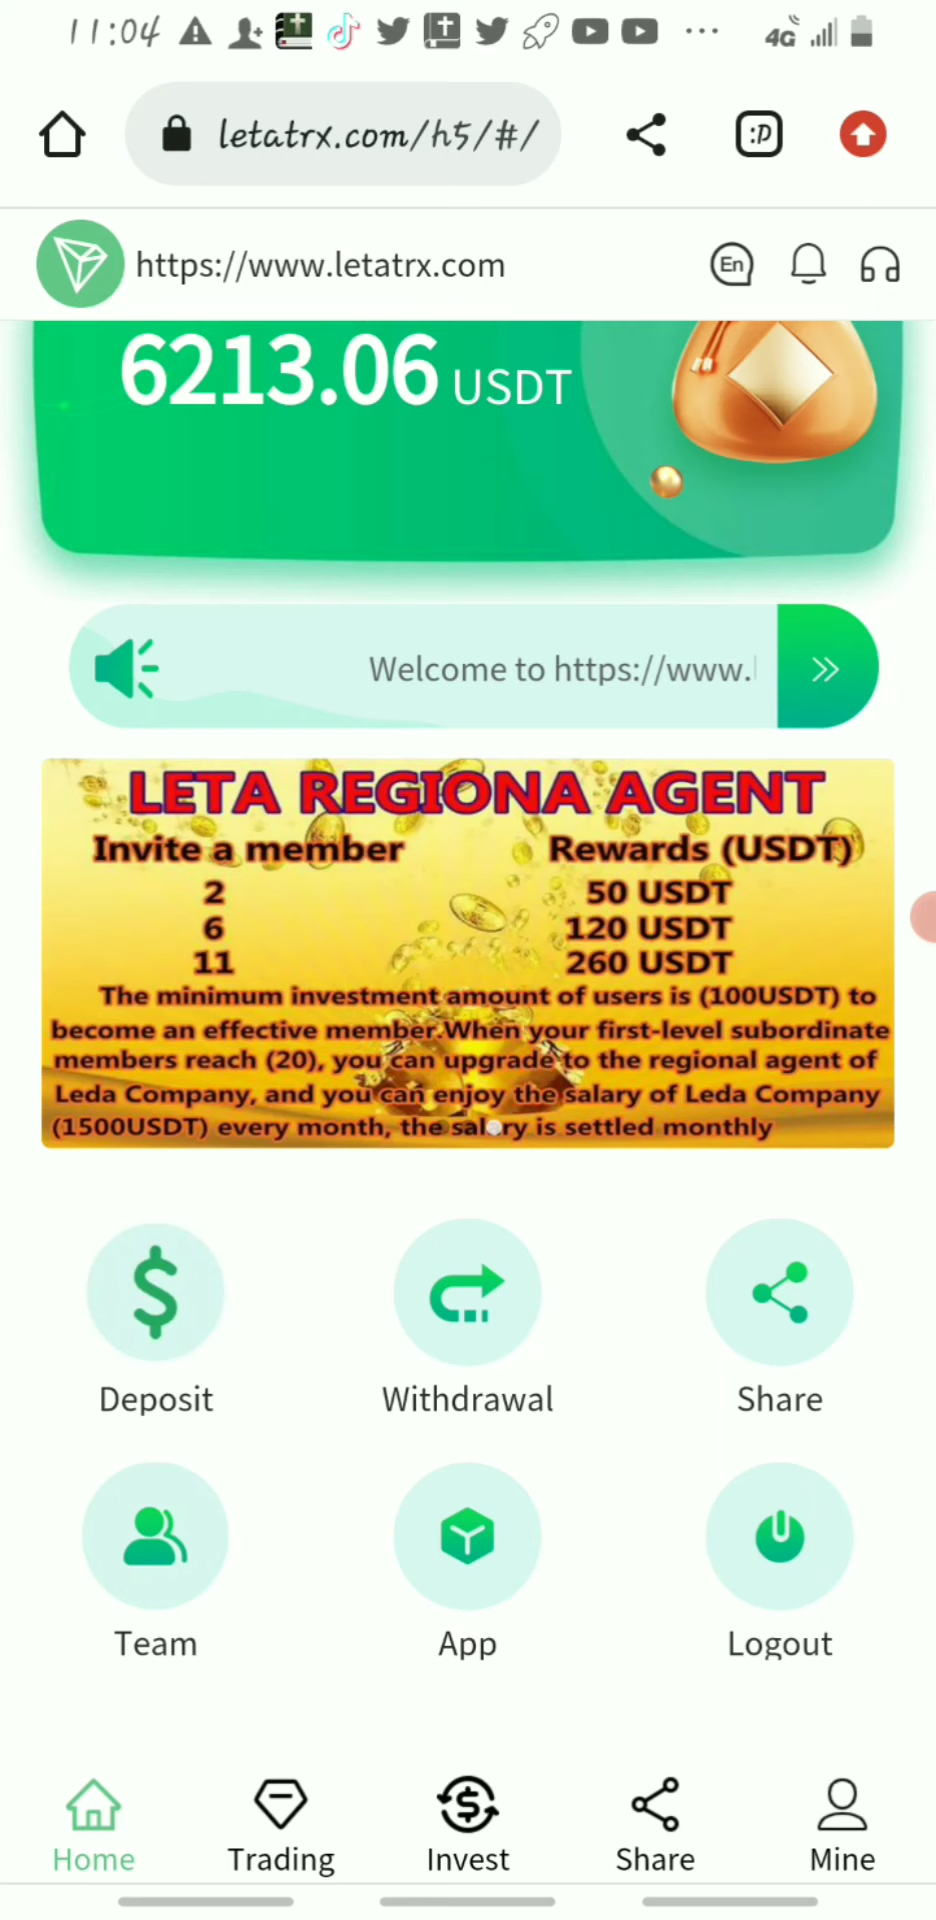 11:04
4G
letatrx.com/h5/#/
:D
https://www.letatrx.com
En
6213.06 USDT
Welcome to https://www.
LETA REGIONA AGENT
Invite a member Rewards (USDT)
2 50 USDT
6 120 USDT
11 260 USDT
The minimum investment amount of users is (100USDT) to
become an effective member.When your first-level subordinate
members reach (20), you can upgrade to the regional agent of
Leda Company, and you can enjoy the salary of Leda Company
(1500USDT) every month, the salary is settled monthly
Deposit Withdrawal Share
Team App Logout
Home Trading Invest Share Mine